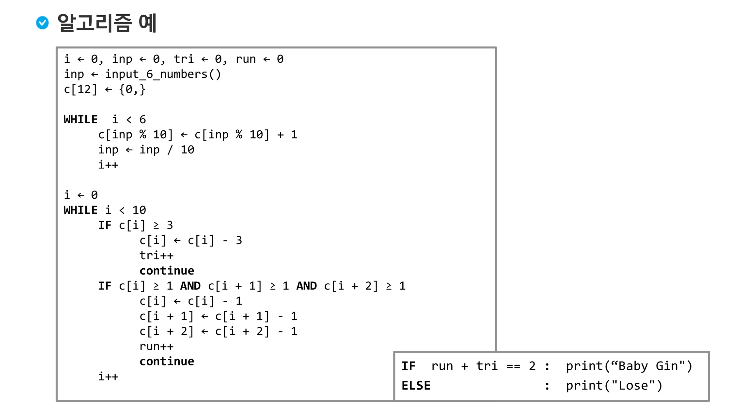 알고리즘 예
i ← 0, inp ← 0, tri ← 0, run ← 0
inp ← input_6_numbers()
c[12] ← {0,}
WHILE  i < 6
     c[inp % 10] ← c[inp % 10] + 1
     inp ← inp / 10
     i++
i ← 0
WHILE i < 10
     IF c[i] ≥ 3
           c[i] ← c[i] - 3
           tri++
           continue
     IF c[i] ≥ 1 AND c[i + 1] ≥ 1 AND c[i + 2] ≥ 1
           c[i] ← c[i] - 1
           c[i + 1] ← c[i + 1] - 1
           c[i + 2] ← c[i + 2] - 1
           run++
           continue
     i++
IF  run + tri == 2 :  print(“Baby Gin")
ELSE               :  print("Lose")